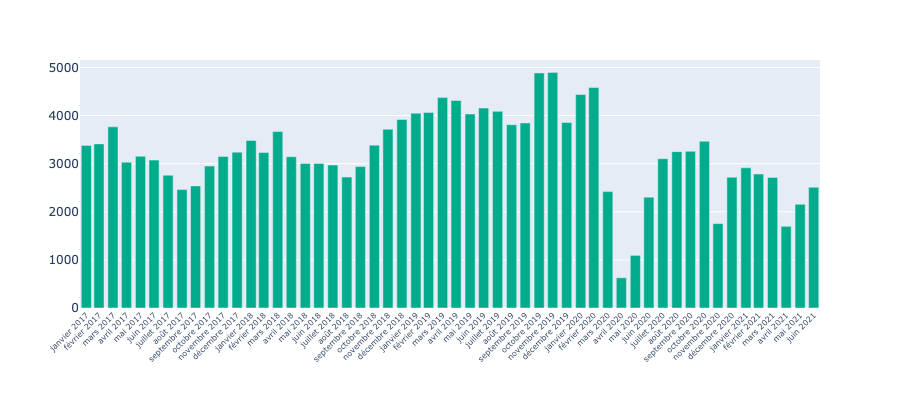 5000
4000
3000
2000
1000
0
janvier 2017
février 2017
mars 2017
avril 2017
mai 2017
juin 2017
juillet 2017
août 2017
septembre 2017
octobre 2017
novembre 2017
décembre 2017
janvier 2018
février 2018
mars 2018
avril 2018
mai 2018
juin 2018
juillet 2018
août 2018
septembre 2018
octobre 2018
novembre 2018
décembre 2018
janvier 2019
février 2019
mars 2019
avril 2019
mai 2019
juin 2019
juillet 2019
août 2019
septembre 2019
octobre 2019
novembre 2019
décembre 2019
janvier 2020
février 2020
mars 2020
avril 2020
mai 2020
juin 2020
juillet 2020
août 2020
septembre 2020
octobre 2020
novembre 2020
décembre 2020
janvier 2021
février 2021
mars 2021
avril 2021
mai 2021
juin 2021